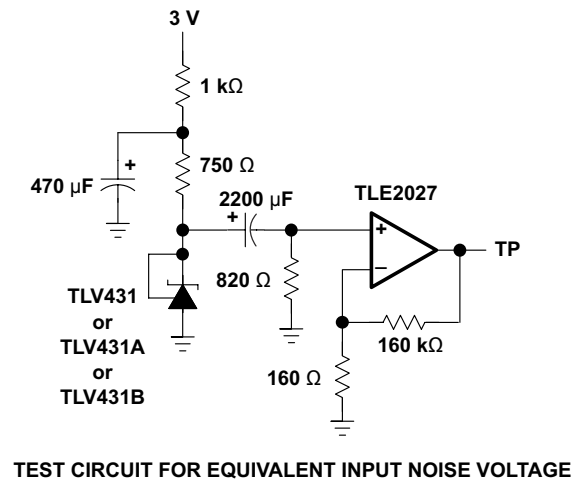 3 V
1 kΩ
470 µF
+
750 Ω
2200 µF
+
TLE2027
+
−
TP
820 Ω
TLV431
or
TLV431A
or
TLV431B
160 kΩ
160 Ω
TEST CIRCUIT FOR EQUIVALENT INPUT NOISE VOLTAGE